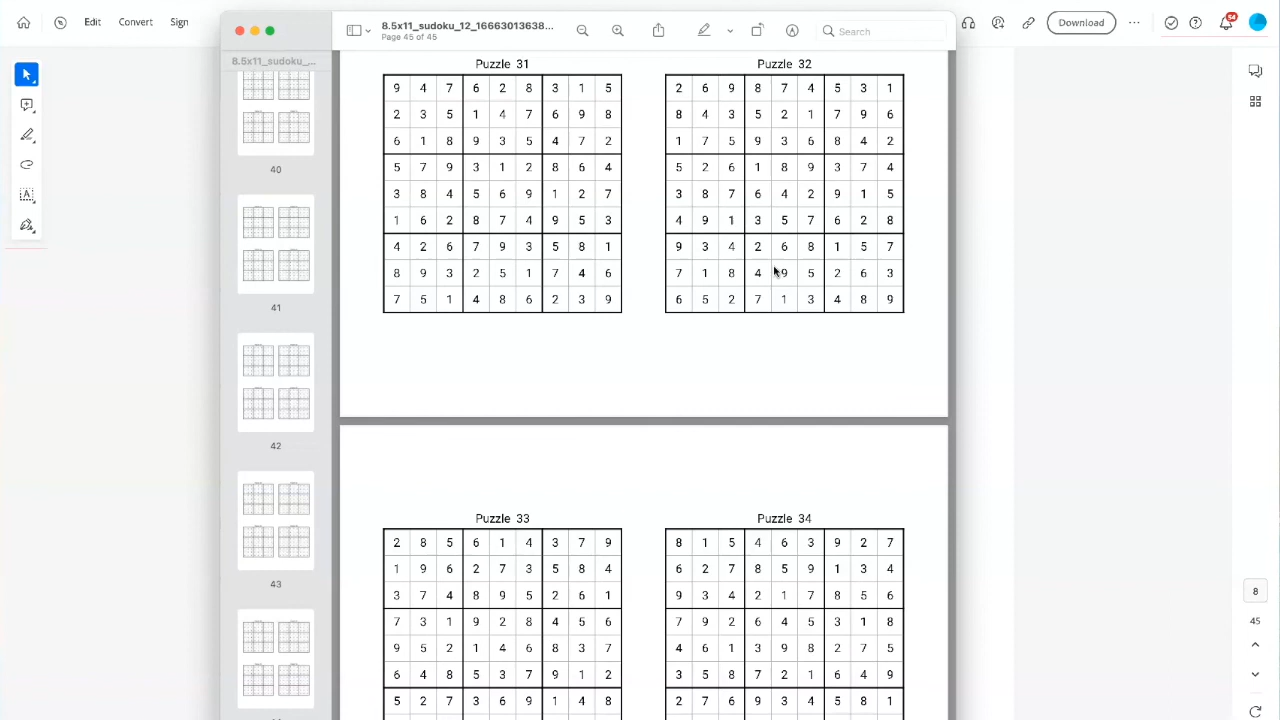 Edit Convert Sign
8.5x11_sudoku_12_16663013638...
Page 45 of 45
Search
Download
54
8.5x11_sudoku_...
40
41
42
43
8
45
Puzzle 31
9 4 7 6 2 8 3 1 5
2 3 5 1 4 7 6 9 8
6 1 8 9 3 5 4 7 2
5 7 9 3 1 2 8 6 4
3 8 4 5 6 9 1 2 7
1 6 2 8 7 4 9 5 3
4 2 6 7 9 3 5 8 1
8 9 3 2 5 1 7 4 6
7 5 1 4 8 6 2 3 9
Puzzle 32
2 6 9 8 7 4 5 3 1
8 4 3 5 2 1 7 9 6
1 7 5 9 3 6 8 4 2
5 2 6 1 8 9 3 7 4
3 8 7 6 4 2 9 1 5
4 9 1 3 5 7 6 2 8
9 3 4 2 6 8 1 5 7
7 1 8 4 9 5 2 6 3
6 5 2 7 1 3 4 8 9
Puzzle 33
2 8 5 6 1 4 3 7 9
1 9 6 2 7 3 5 8 4
3 7 4 8 9 5 2 6 1
7 3 1 9 2 8 4 5 6
9 5 2 1 4 6 8 3 7
6 4 8 5 3 7 9 1 2
5 2 7 3 6 9 1 4 8
Puzzle 34
8 1 5 4 6 3 9 2 7
6 2 7 8 5 9 1 3 4
9 3 4 2 1 7 8 5 6
7 9 2 6 4 5 3 1 8
4 6 1 3 9 8 2 7 5
3 5 8 7 2 1 6 4 9
2 7 6 9 3 4 5 8 1